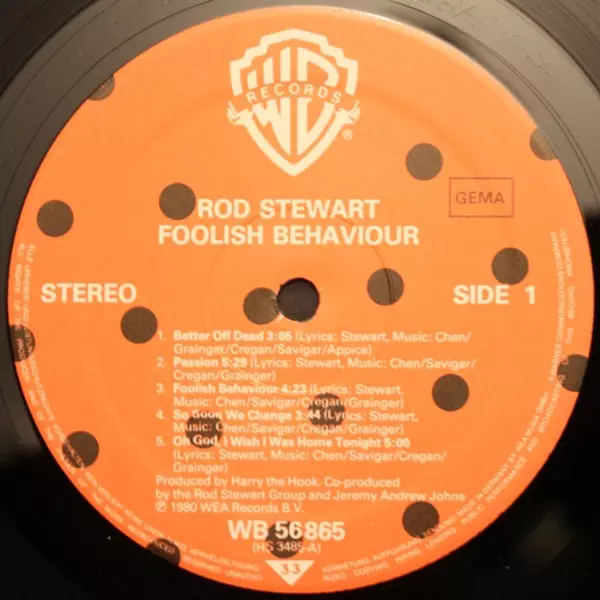 RECORDS
®
GEMA
ROD STEWART
FOOLISH BEHAVIOUR
STEREO
SIDE 1
1. Better Off Dead 3:05 (Lyrics: Stewart, Music: Chen/
Grainger/Cregan/Savigar/Appice)
2. Passion 5:29 (Lyrics: Stewart, Music: Chen/Savigar/
Cregan/Grainger)
3. Foolish Behaviour 4:23 (Lyrics: Stewart,
Music: Chen/Savigar/Cregan/Grainger)
4. So Soon We Change 3:44 (Lyrics: Stewart,
Music: Chen/Savigar/Cregan/Grainger)
5. Oh God, I Wish I Was Home Tonight 5:00
(Lyrics: Stewart, Music: Chen/Savigar/Cregan/
Grainger)
Produced by Harry the Hook. Co-produced
by the Rod Stewart Group and Jeremy Andrew Johns
℗ 1980 WEA Records B.V.
WB 56 865
(HS 3485-A)
33